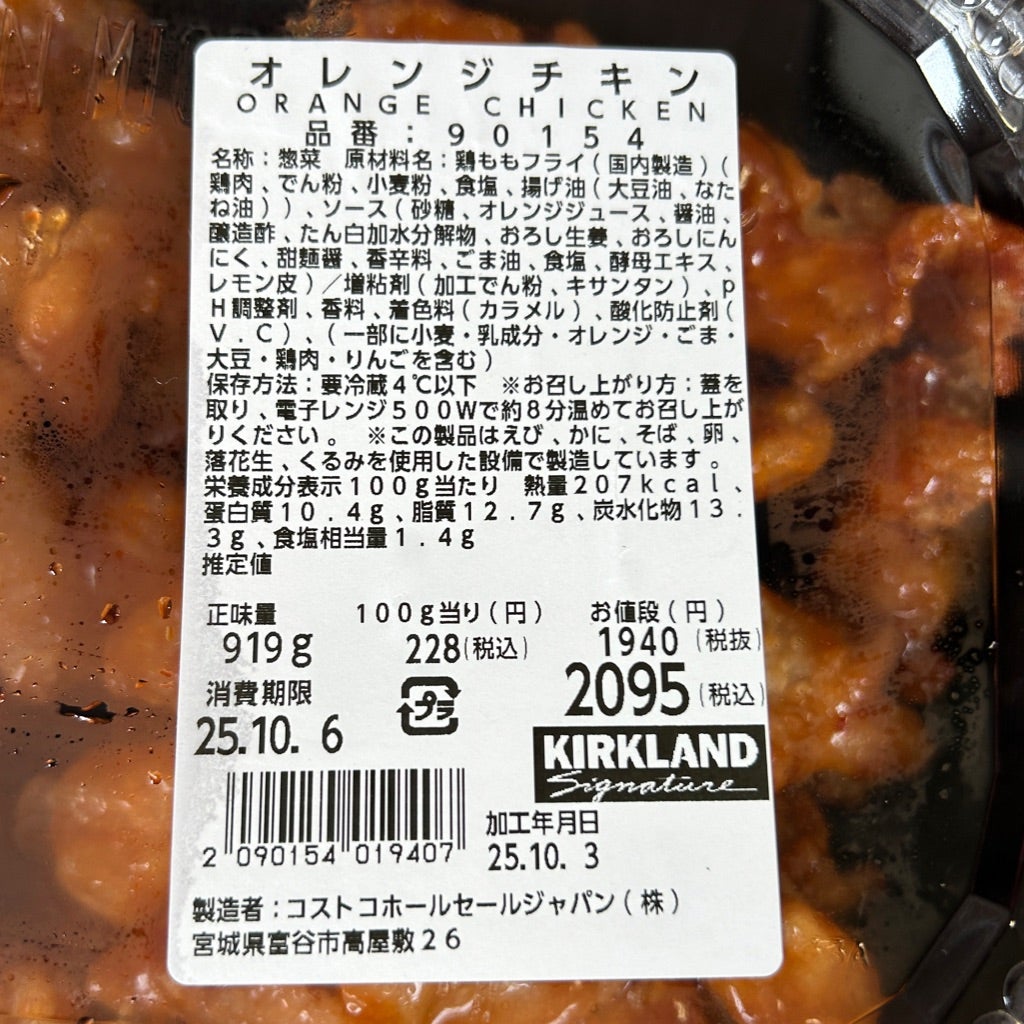 オレンジチキン
ORANGE CHICKEN
品番：90154
名称：惣菜 原材料名：鶏ももフライ（国内製造）（
鶏肉、でん粉、小麦粉、食塩、揚げ油（大豆油、なた
ね油））、ソース（砂糖、オレンジジュース、醤油、
醸造酢、たん白加水分解物、おろし生姜、おろしにん
にく、甜麵醤、香辛料、ごま油、食塩、酵母エキス、
レモン皮）／増粘剤（加工でん粉、キサンタン）、p
H調整剤、香料、着色料（カラメル）、酸化防止剤（
V.C）、（一部に小麦・乳成分・オレンジ・ごま・
大豆・鶏肉・りんごを含む）
保存方法：要冷蔵4℃以下 ※お召し上がり方：蓋を
取り、電子レンジ500Wで約8分温めてお召し上が
りください。 ※この製品はえび、かに、そば、卵、
落花生、くるみを使用した設備で製造しています。
栄養成分表示100g当たり 熱量207kcal、
蛋白質10.4g、脂質12.7g、炭水化物13.
3g、食塩相当量1.4g
推定値
正味量 100g当り（円） お値段（円）
919g 228(税込) 1940 (税抜)
消費期限 プラ 2095 (税込)
25.10. 6
KIRKLAND
Signature
2 090154 019407
加工年月日
25.10. 3
製造者：コストコホールセールジャパン（株）
宮城県富谷市高屋敷26